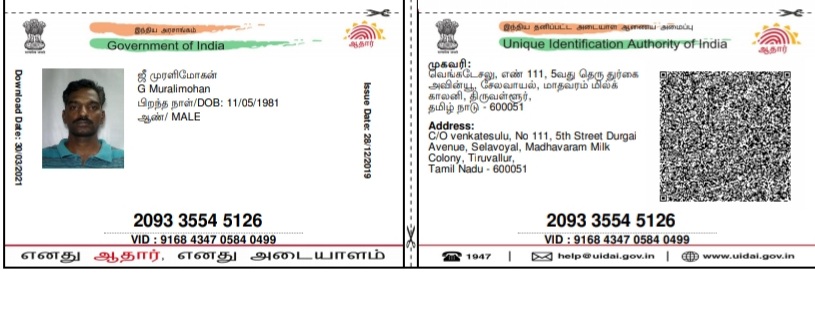 இந்திய அரசாங்கம்
Government of India
ஆதார்
Download Date: 30/03/2021
ஜீ முரளிமோகன்
G Muralimohan
பிறந்த நாள்/DOB: 11/05/1981
ஆண்/ MALE
Issue Date: 28/12/2019
2093 3554 5126
VID : 9168 4347 0584 0499
எனது ஆதார், எனது அடையாளம்
இந்திய தனிப்பட்ட அடையாள ஆணைய அமைப்பு
Unique Identification Authority of India
ஆதார்
முகவரி:
வெங்கடேசலு, எண் 111, 5வது தெரு துர்கை
அவின்யூ, சேலவாயல், மாதவரம் மில்க்
காலனி, திருவள்ளூர்,
தமிழ் நாடு - 600051
Address:
C/O venkatesulu, No 111, 5th Street Durgai
Avenue, Selavoyal, Madhavaram Milk
Colony, Tiruvallur,
Tamil Nadu - 600051
2093 3554 5126
VID : 9168 4347 0584 0499
1947 | help@uidai.gov.in | www.uidai.gov.in